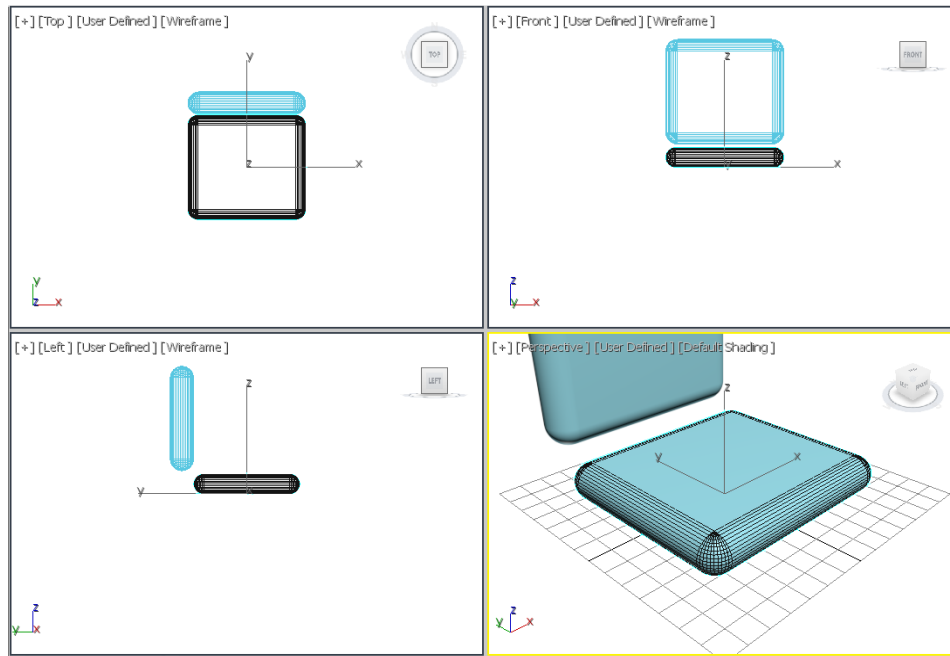 [+] [Top] [User Defined] [Wireframe]
TOP
y
z
x
y
z
x
[+] [Front] [User Defined] [Wireframe]
FRONT
z
x
z
y
x
[+] [Left] [User Defined] [Wireframe]
LEFT
z
y
z
y
x
[+] [Perspective] [User Defined] [Default Shading]
z
y
x
z
y
x